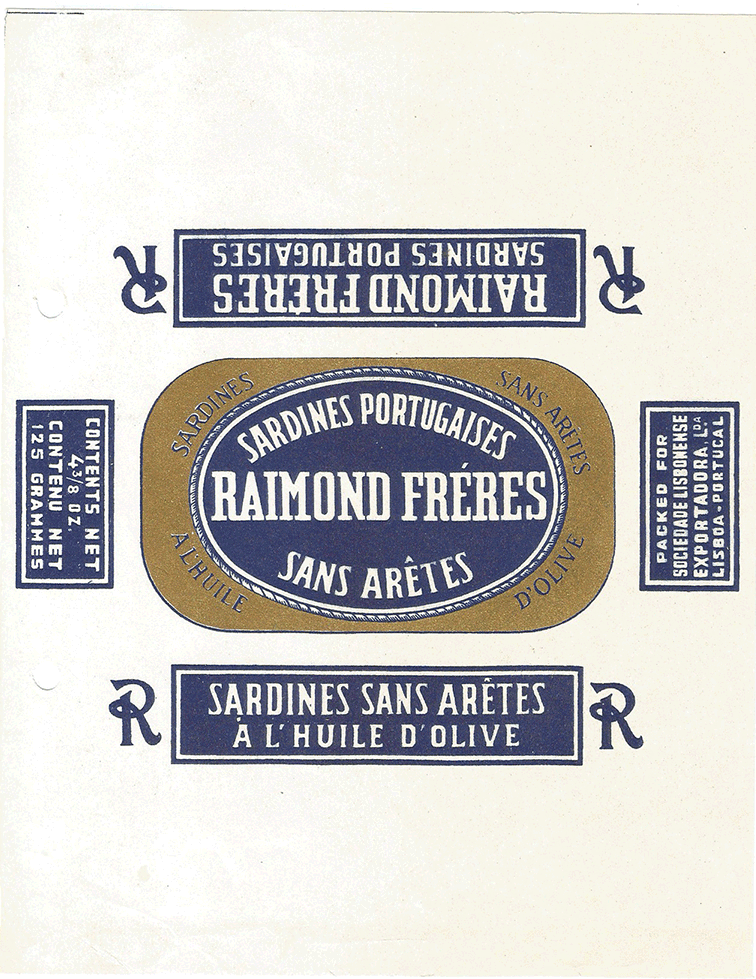 RAIMOND FRÉRES
SARDINES PORTUGAISES
R
R
SARDINES
SANS ARÊTES
SARDINES PORTUGAISES
RAIMOND FRÉRES
SANS ARÊTES
A L'HUILE
D'OLIVE
CONTENTS NET
4 3/8 OZ.
CONTENU NET
125 GRAMMES
PACKED FOR
SOCIEDADE LISBONENSE
EXPORTADORA, LDA
LISBOA-PORTUGAL
R
SARDINES SANS ARÊTES
À L'HUILE D'OLIVE
R